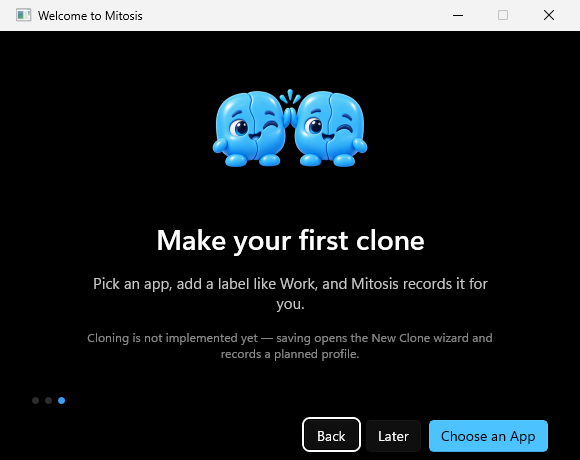 Welcome to Mitosis
Make your first clone
Pick an app, add a label like Work, and Mitosis records it for
you.
Cloning is not implemented yet — saving opens the New Clone wizard and
records a planned profile.
Back
Later
Choose an App